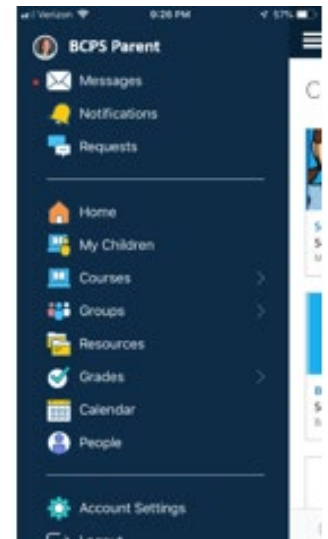 Verizon 9:26 PM 57%
BCPS Parent
Messages
Notifications
Requests
Home
My Children
Courses
Groups
Resources
Grades
Calendar
People
Account Settings
Logout